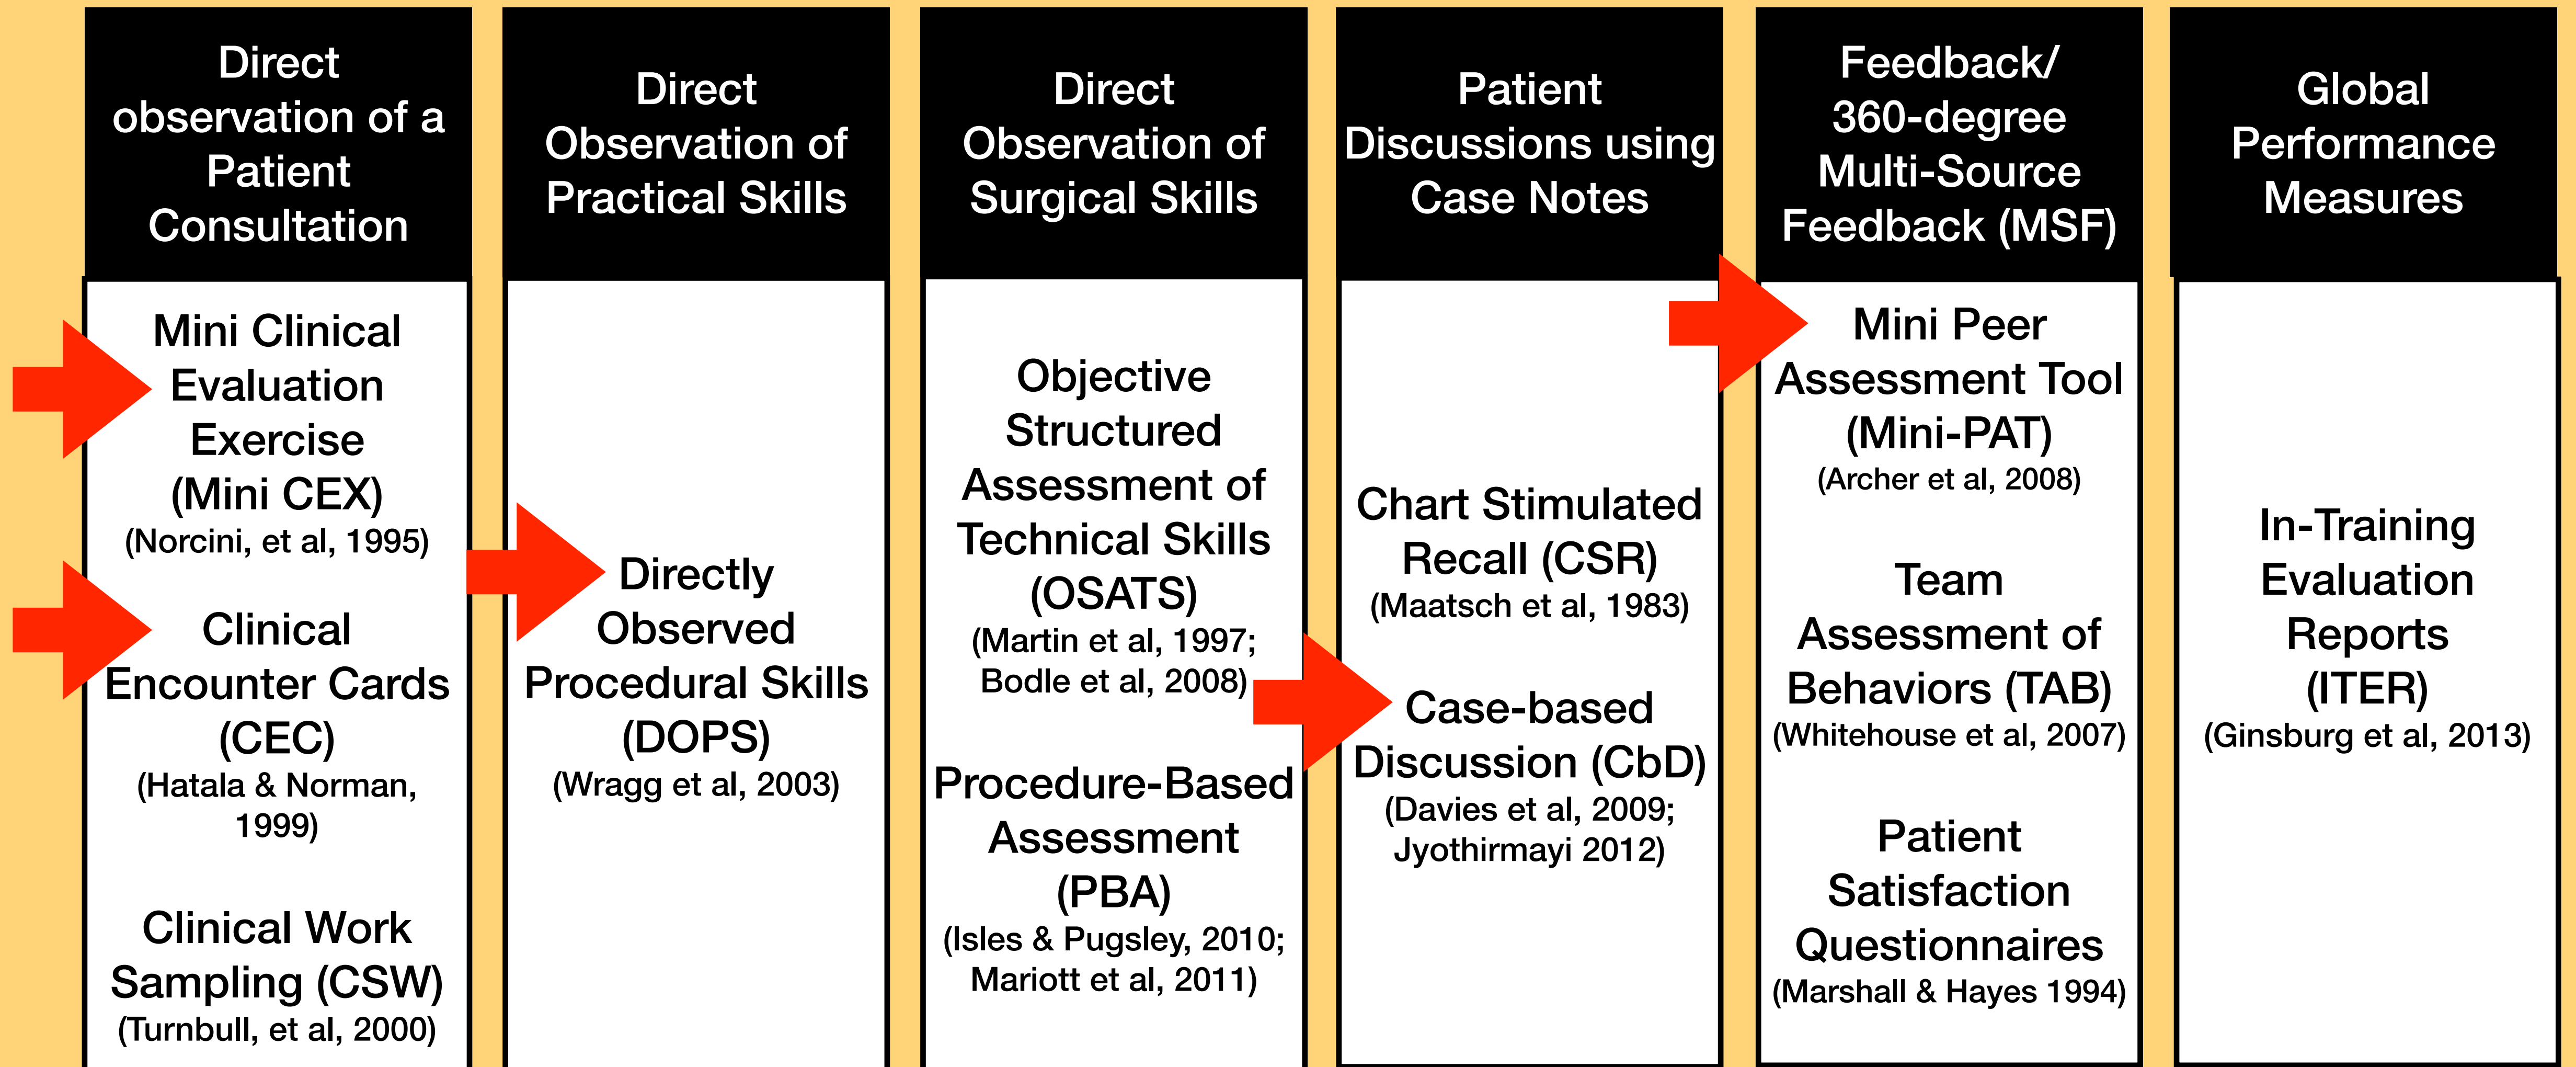 Direct
observation of a
Patient
Consultation
Mini Clinical
Evaluation
Exercise
(Mini CEX)
(Norcini, et al, 1995)
Clinical
Encounter Cards
(CEC)
(Hatala & Norman,
1999)
Clinical Work
Sampling (CSW)
(Turnbull, et al, 2000)
Direct
Observation of
Practical Skills
Directly
Observed
Procedural Skills
(DOPS)
(Wragg et al, 2003)
Direct
Observation of
Surgical Skills
Objective
Structured
Assessment of
Technical Skills
(OSATS)
(Martin et al, 1997;
Bodle et al, 2008)
Procedure-Based
Assessment
(PBA)
(Isles & Pugsley, 2010;
Mariott et al, 2011)
Patient
Discussions using
Case Notes
Chart Stimulated
Recall (CSR)
(Maatsch et al, 1983)
Case-based
Discussion (CbD)
(Davies et al, 2009;
Jyothirmayi 2012)
Feedback/
360-degree
Multi-Source
Feedback (MSF)
Mini Peer
Assessment Tool
(Mini-PAT)
(Archer et al, 2008)
Team
Assessment of
Behaviors (TAB)
(Whitehouse et al, 2007)
Patient
Satisfaction
Questionnaires
(Marshall & Hayes 1994)
Global
Performance
Measures
In-Training
Evaluation
Reports
(ITER)
(Ginsburg et al, 2013)